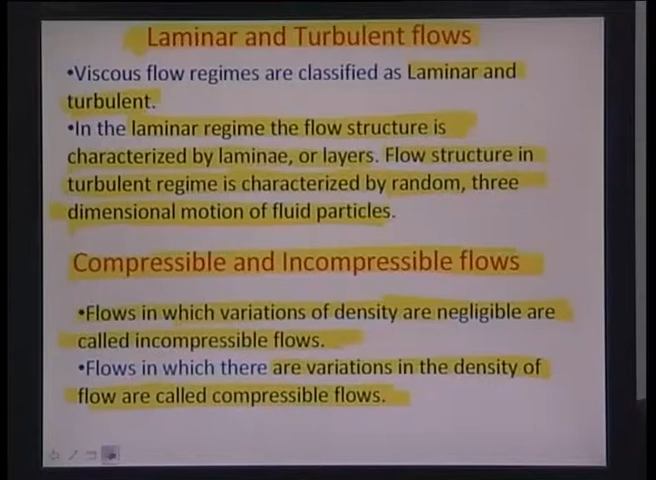 Laminar and Turbulent flows
•Viscous flow regimes are classified as Laminar and
turbulent.
•In the laminar regime the flow structure is
characterized by laminae, or layers. Flow structure in
turbulent regime is characterized by random, three
dimensional motion of fluid particles.
Compressible and Incompressible flows
•Flows in which variations of density are negligible are
called incompressible flows.
•Flows in which there are variations in the density of
flow are called compressible flows.